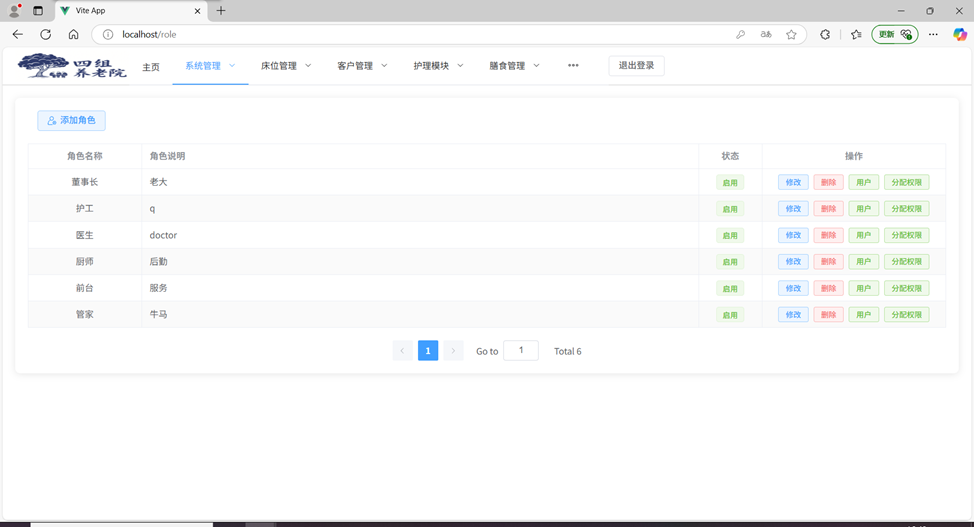 Vite App
localhost/role
更新
四组
养老院
主页 系统管理 床位管理 客户管理 护理模块 膳食管理 ••• 退出登录
添加角色
角色名称 角色说明 状态 操作
董事长 老大 启用 修改 删除 用户 分配权限
护工 q 启用 修改 删除 用户 分配权限
医生 doctor 启用 修改 删除 用户 分配权限
厨师 后勤 启用 修改 删除 用户 分配权限
前台 服务 启用 修改 删除 用户 分配权限
管家 牛马 启用 修改 删除 用户 分配权限
1 Go to 1 Total 6